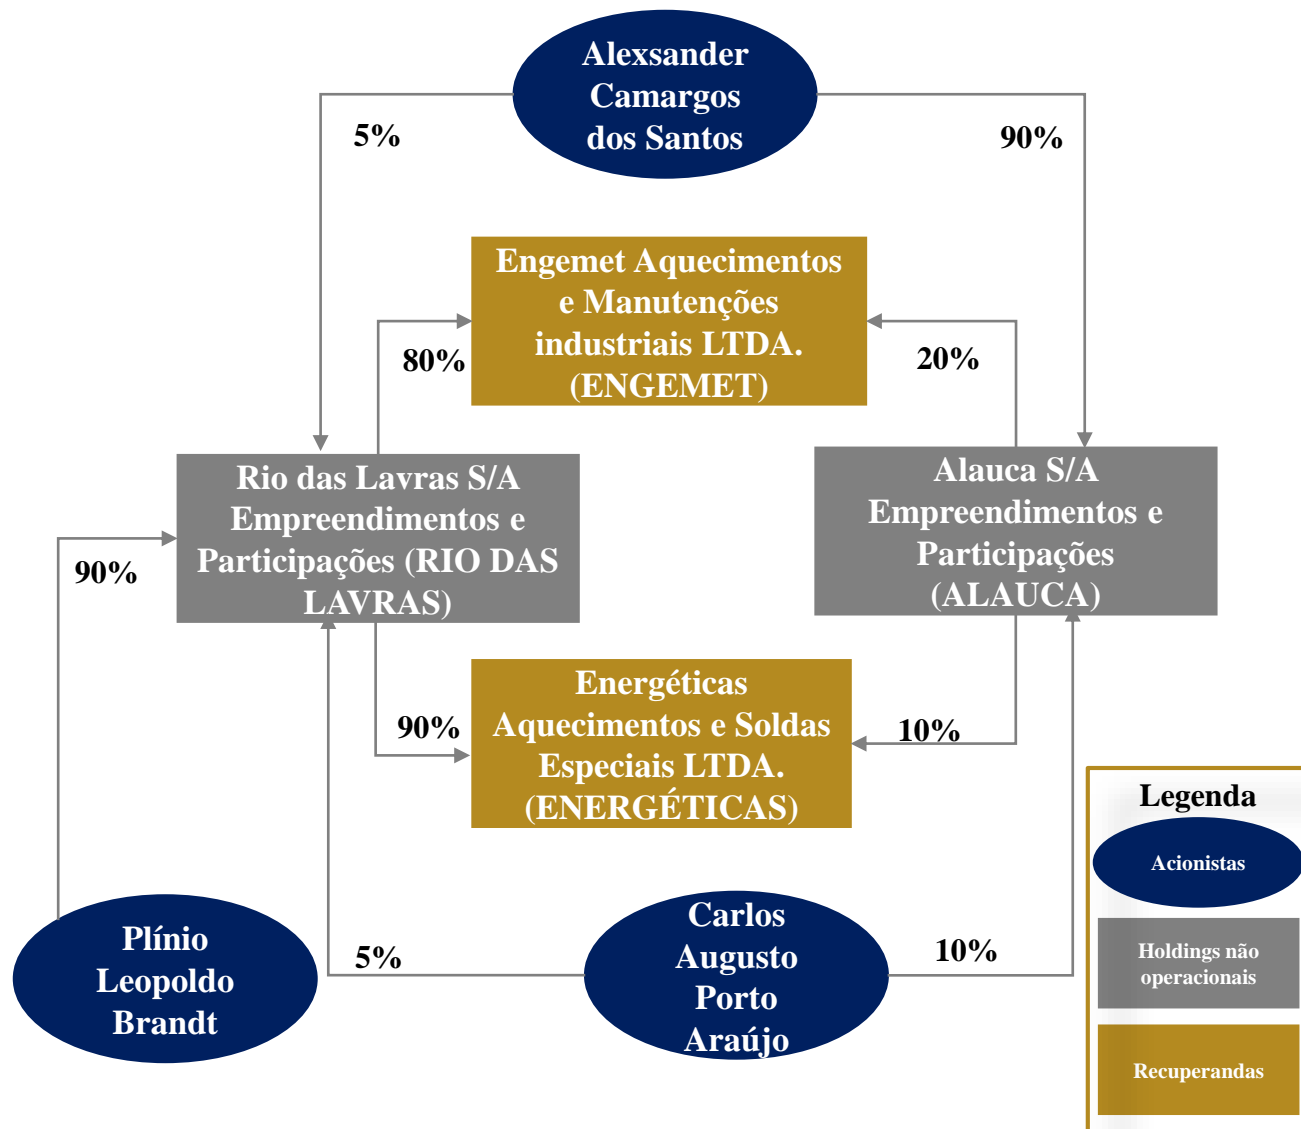 Alexsander
Camargos
dos Santos
5%
90%
Engemet Aquecimentos
e Manutenções
industriais LTDA.
(ENGEMET)
80%
20%
Rio das Lavras S/A
Empreendimentos e
Participações (RIO DAS
LAVRAS)
Alauca S/A
Empreendimentos e
Participações
(ALAUCA)
90%
Energéticas
Aquecimentos e Soldas
Especiais LTDA.
(ENERGÉTICAS)
90%
10%
Plínio
Leopoldo
Brandt
5%
Carlos
Augusto
Porto
Araújo
10%
Legenda
Acionistas
Holdings não
operacionais
Recuperandas